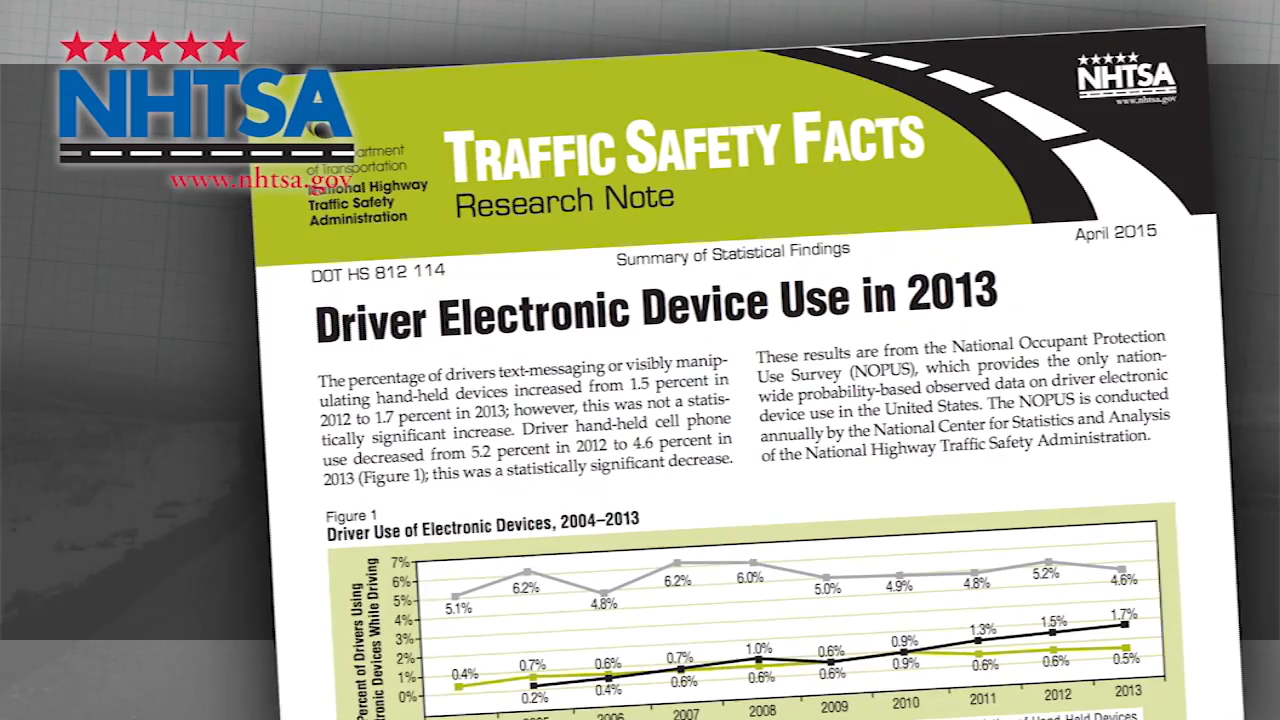 NHTSA
www.nhtsa.gov
NHTSA
www.nhtsa.gov
of Transportation
National Highway
Traffic Safety
Administration
TRAFFIC SAFETY FACTS
Research Note
DOT HS 812 114
Summary of Statistical Findings
April 2015
Driver Electronic Device Use in 2013
The percentage of drivers text-messaging or visibly manip-
ulating hand-held devices increased from 1.5 percent in
2012 to 1.7 percent in 2013; however, this was not a statis-
tically significant increase. Driver hand-held cell phone
use decreased from 5.2 percent in 2012 to 4.6 percent in
2013 (Figure 1); this was a statistically significant decrease.
These results are from the National Occupant Protection
Use Survey (NOPUS), which provides the only nation-
wide probability-based observed data on driver electronic
device use in the United States. The NOPUS is conducted
annually by the National Center for Statistics and Analysis
of the National Highway Traffic Safety Administration.
Figure 1
Driver Use of Electronic Devices, 2004–2013
Percent of Drivers Using
Electronic Devices While Driving
7%
6%
5%
4%
3%
2%
1%
0%
5.1% 6.2% 4.8% 6.2% 6.0% 5.0% 4.9% 4.8% 5.2% 4.6%
0.4% 0.7% 0.6% 0.7% 1.0% 0.6% 0.9% 1.3% 1.5% 1.7%
0.2% 0.4% 0.6% 0.6% 0.6% 0.9% 0.6% 0.6% 0.5%
2005 2006 2007 2008 2009 2010 2011 2012 2013
of Hand-Held Devices